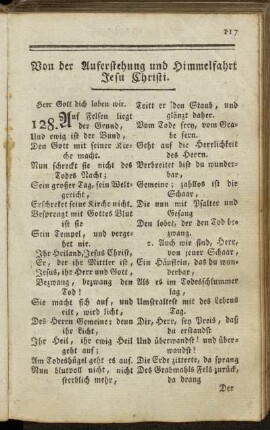 217
Von der Auferstehung und Himmelfahrt
Jesu Christi.
Herr Gott dich loben wir.
128. Auf Felsen liegt
der Grund,
Und ewig ist der Bund,
Den Gott mit seiner Kir
che macht.
Nun schreckt sie nicht des
Todes Nacht;
Sein großer Tag, sein Welt-
gericht,
Erschrekt seine Kirche nicht.
Besprengt mit Gottes Blut
ist sie
Sein Tempel, und verge-
het nie.
Ihr Heiland, Jesus Christ,
Er, der ihr Mittler ist,
Jesus, ihr Herr und Gott,
Bezwang, bezwang den
Tod!
Sie macht sich auf, und
wird licht,
Des Herrn Gemeine; denn
ihr Licht,
Ihr Heil, ihr ewig Heil
geht auf;
Am Todeshügel geht es auf.
Nun blutvoll nicht, nicht
sterblich mehr,
Tritt er den Staub, und
glänzt daher.
Vom Tode frey, vom Gra-
be fern.
Geht auf die Herrlichkeit
des Herrn.
Verbreitet bist du wunder-
bar,
Gemeine; zahllos ist die
Schaar,
Die nun mit Psalter und
Gesang
Den lobet, der den Tod be-
zwang.
2. Auch wir sind, Herr,
von jener Schaar,
Ein Häuflein, das du wun-
derbar,
Als es im Todesschlummer
lag,
Umstraltest mit des Lebens
Tag.
Dir, Herr, sey Preis, daß
du erstandst
Und überwandst! und über-
wandst!
Die Erde zitterte, da sprang
Des Grabmahls Fels zurück,
da drang
Der